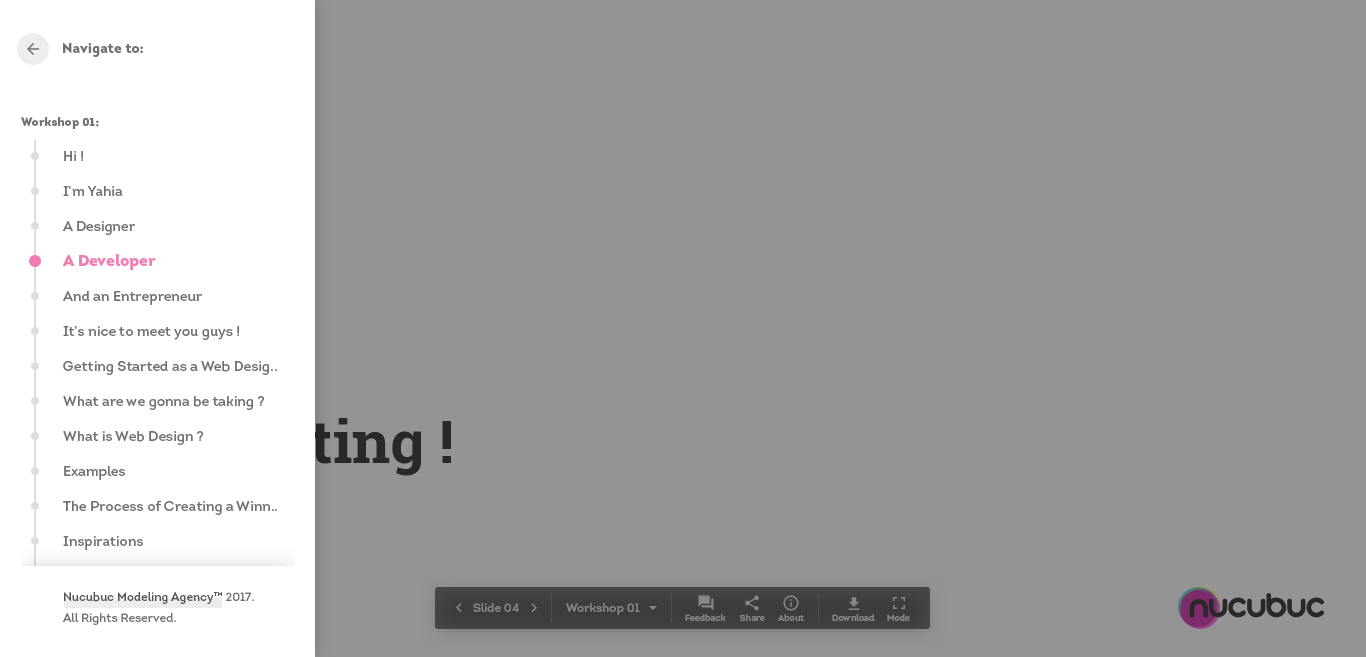 Navigate to:
Workshop 01:
Hi !
I'm Yahia
A Designer
A Developer
And an Entrepreneur
It's nice to meet you guys !
Getting Started as a Web Desig..
What are we gonna be taking ?
What is Web Design ?
Examples
The Process of Creating a Winn..
Inspirations
Nucubuc Modeling Agency™ 2017.
All Rights Reserved.
ting !
Slide 04
Workshop 01
Feedback
Share
About
Download
Mode
nucubuc